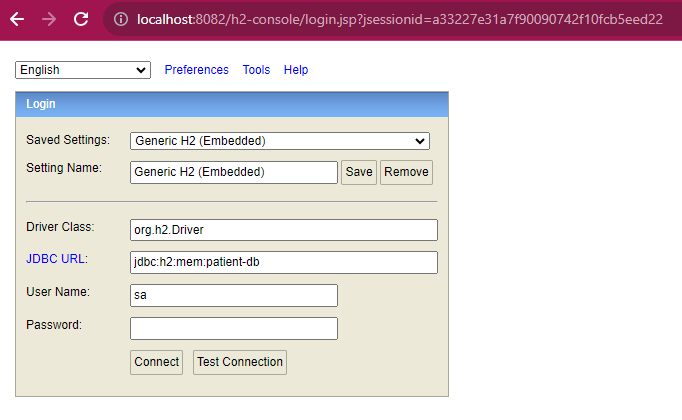 localhost:8082/h2-console/login.jsp?jsessionid=a33227e31a7f90090742f10fcb5eed22
English Preferences Tools Help
Login
Saved Settings: Generic H2 (Embedded)
Setting Name: Generic H2 (Embedded) Save Remove
Driver Class: org.h2.Driver
JDBC URL: jdbc:h2:mem:patient-db
User Name: sa
Password:
Connect Test Connection